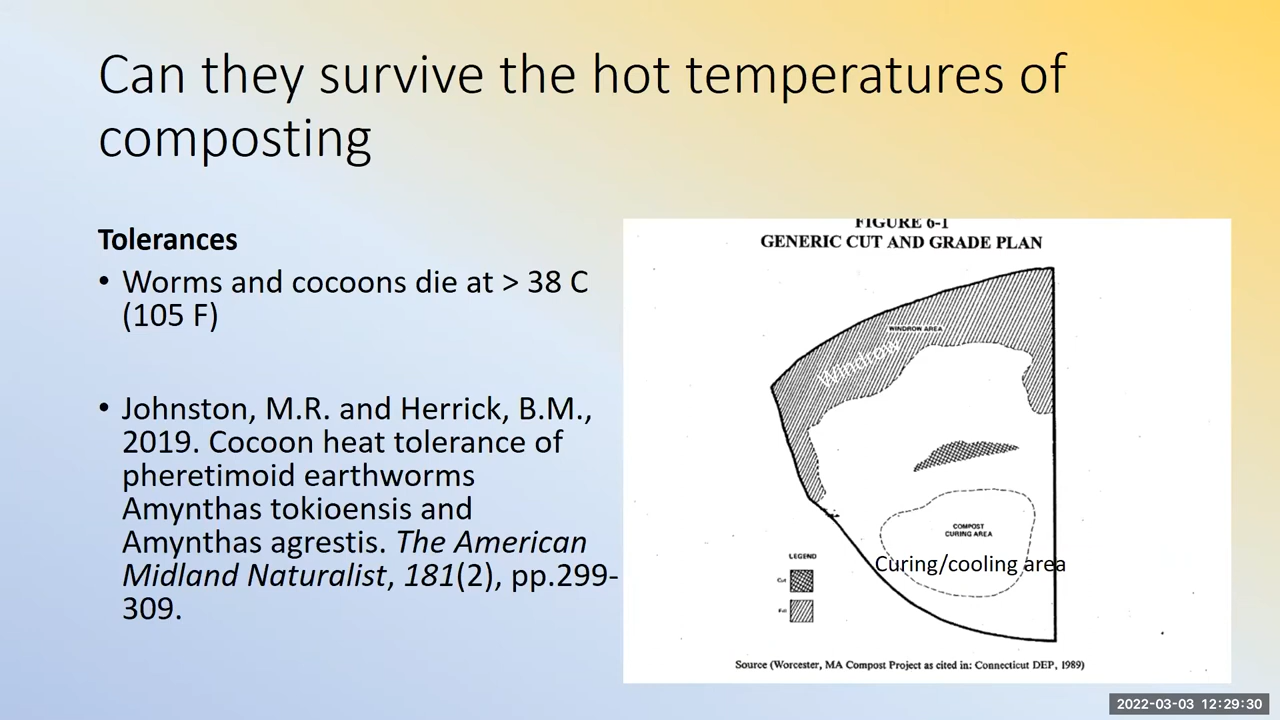 Can they survive the hot temperatures of
composting
Tolerances
• Worms and cocoons die at > 38 C
(105 F)
• Johnston, M.R. and Herrick, B.M.,
2019. Cocoon heat tolerance of
pheretimoid earthworms
Amynthas tokioensis and
Amynthas agrestis. The American
Midland Naturalist, 181(2), pp.299-
309.
FIGURE 6-1
GENERIC CUT AND GRADE PLAN
WINDROW AREA
Windrow
COMPOST
CURING AREA
Curing/cooling area
LEGEND
Cut
Fill
Source (Worcester, MA Compost Project as cited in: Connecticut DEP, 1989)
2022-03-03 12:29:30